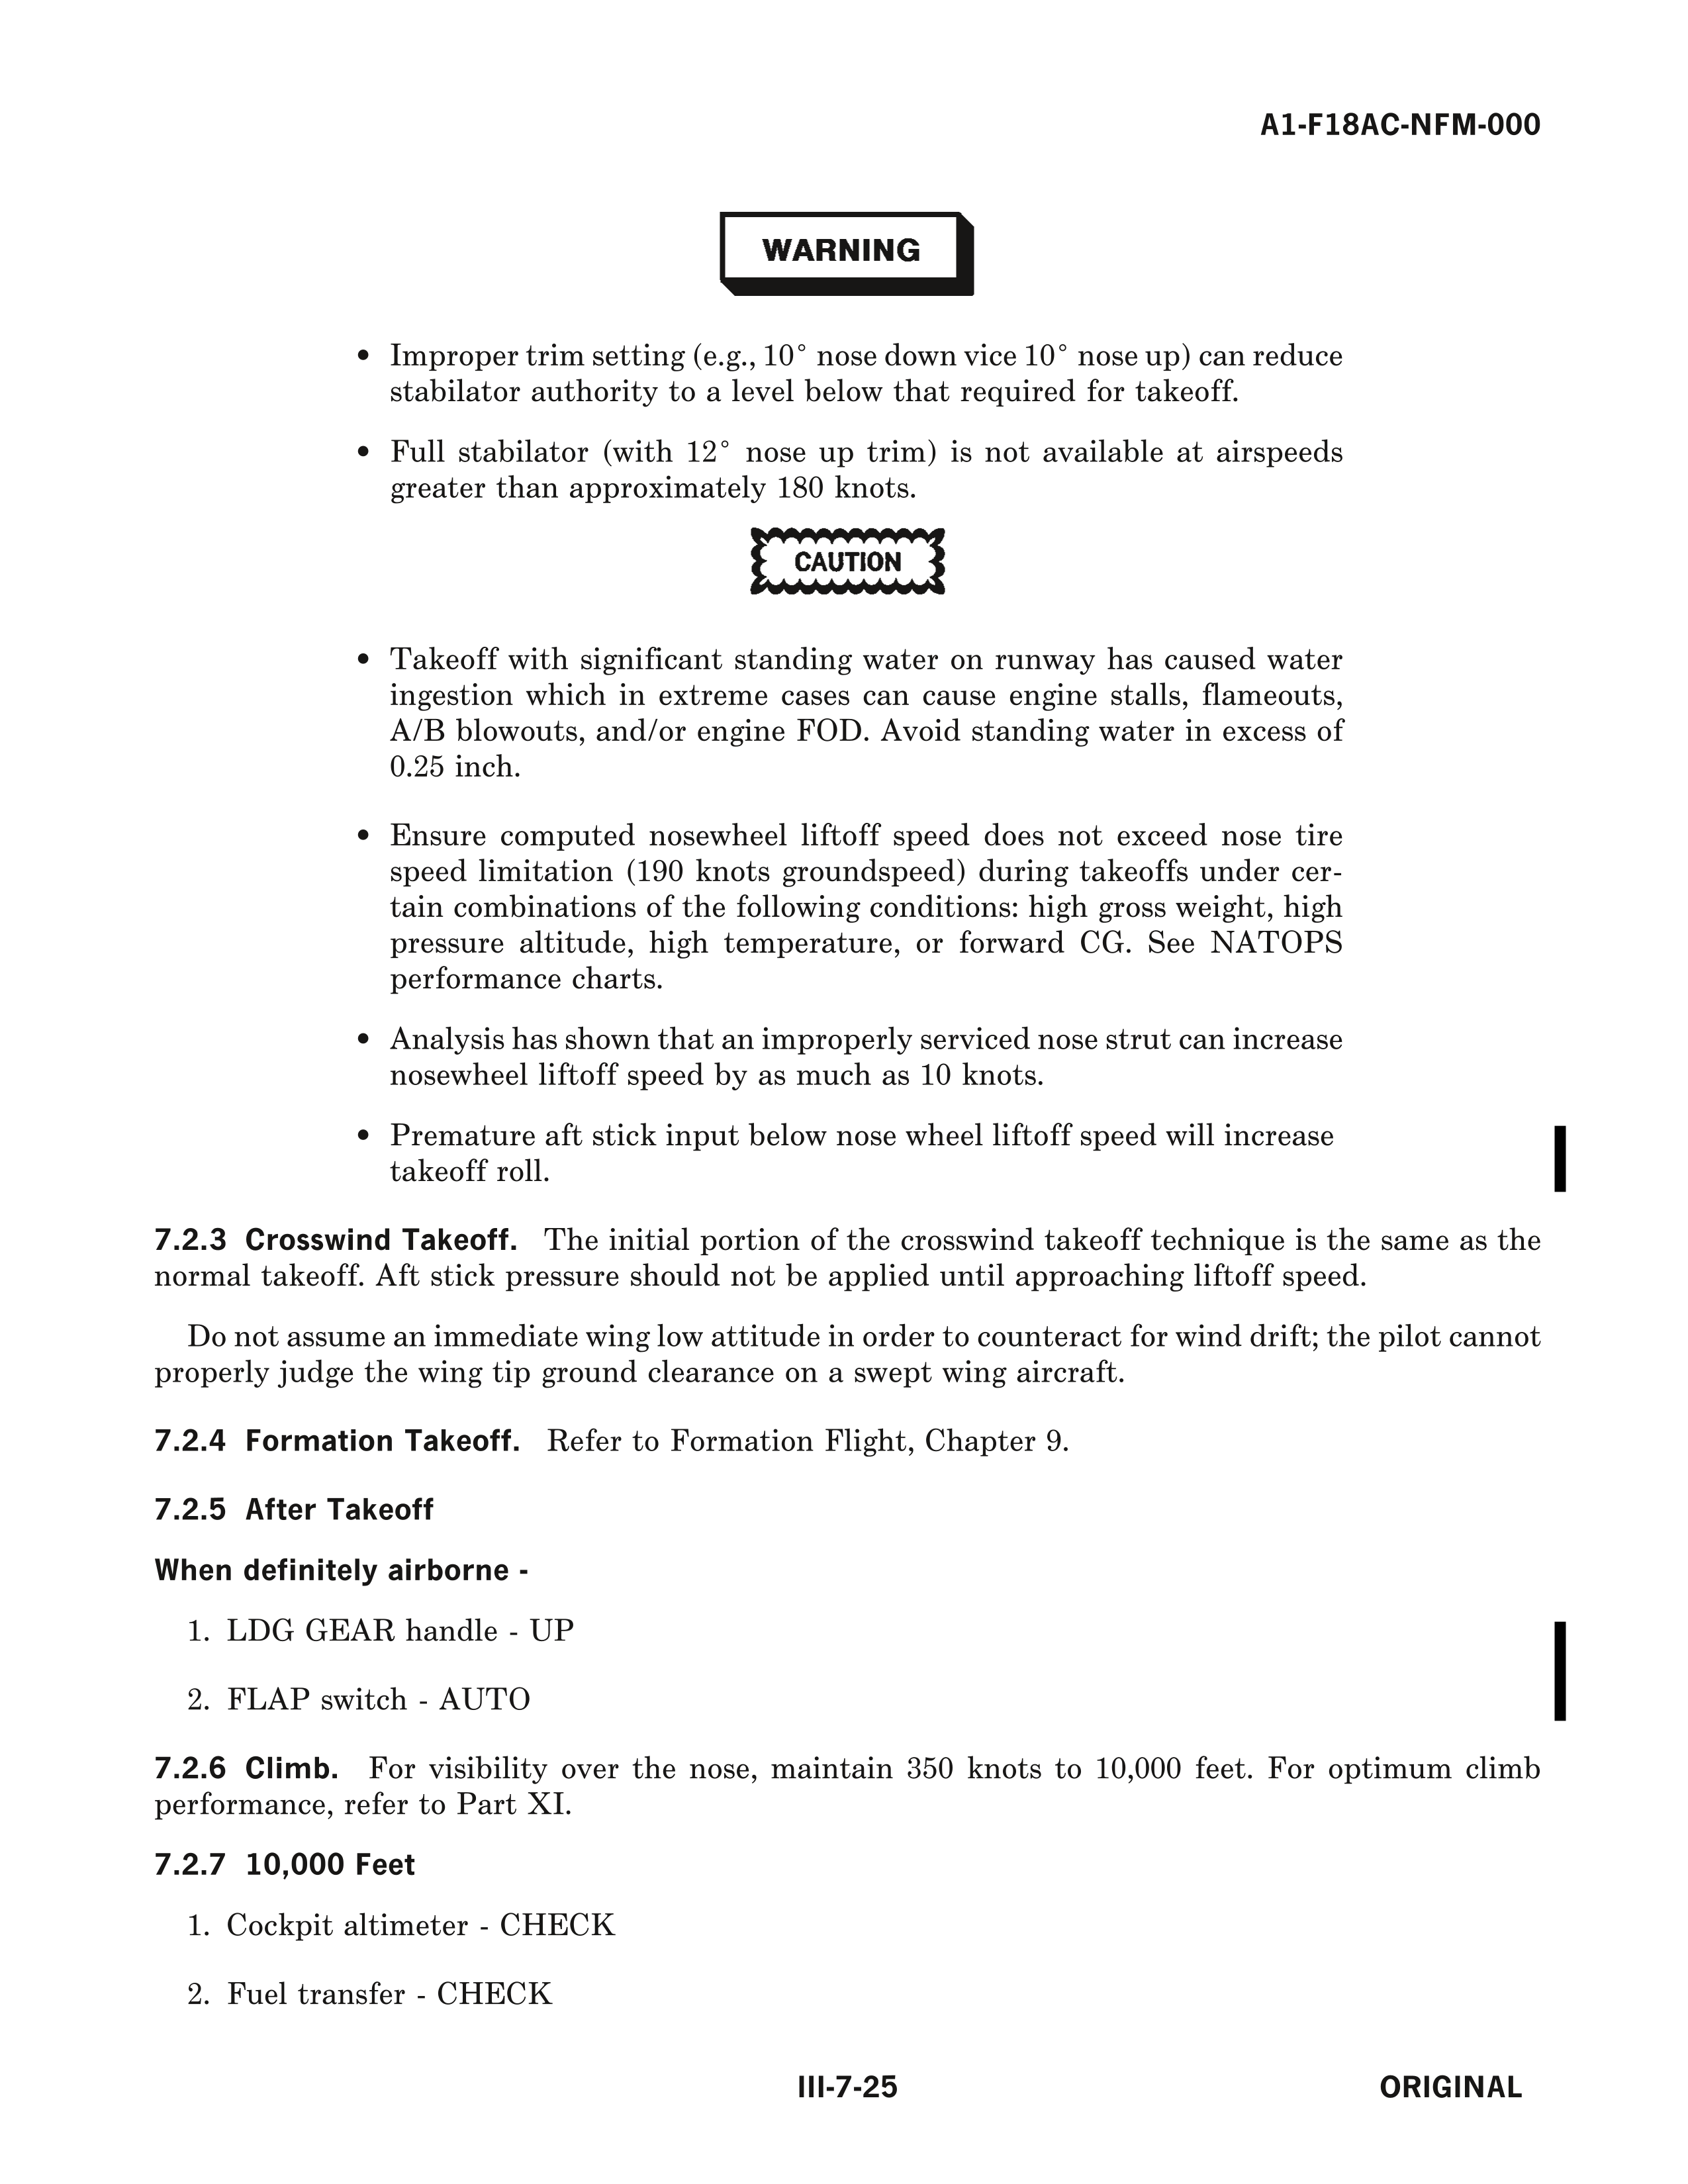 A1-F18AC-NFM-000
WARNING
• Improper trim setting (e.g., 10° nose down vice 10° nose up) can reduce
stabilator authority to a level below that required for takeoff.
• Full stabilator (with 12° nose up trim) is not available at airspeeds
greater than approximately 180 knots.
CAUTION
• Takeoff with significant standing water on runway has caused water
ingestion which in extreme cases can cause engine stalls, flameouts,
A/B blowouts, and/or engine FOD. Avoid standing water in excess of
0.25 inch.
• Ensure computed nosewheel liftoff speed does not exceed nose tire
speed limitation (190 knots groundspeed) during takeoffs under cer-
tain combinations of the following conditions: high gross weight, high
pressure altitude, high temperature, or forward CG. See NATOPS
performance charts.
• Analysis has shown that an improperly serviced nose strut can increase
nosewheel liftoff speed by as much as 10 knots.
• Premature aft stick input below nose wheel liftoff speed will increase
takeoff roll.
7.2.3 Crosswind Takeoff. The initial portion of the crosswind takeoff technique is the same as the
normal takeoff. Aft stick pressure should not be applied until approaching liftoff speed.
Do not assume an immediate wing low attitude in order to counteract for wind drift; the pilot cannot
properly judge the wing tip ground clearance on a swept wing aircraft.
7.2.4 Formation Takeoff. Refer to Formation Flight, Chapter 9.
7.2.5 After Takeoff
When definitely airborne -
1. LDG GEAR handle - UP
2. FLAP switch - AUTO
7.2.6 Climb. For visibility over the nose, maintain 350 knots to 10,000 feet. For optimum climb
performance, refer to Part XI.
7.2.7 10,000 Feet
1. Cockpit altimeter - CHECK
2. Fuel transfer - CHECK
III-7-25
ORIGINAL